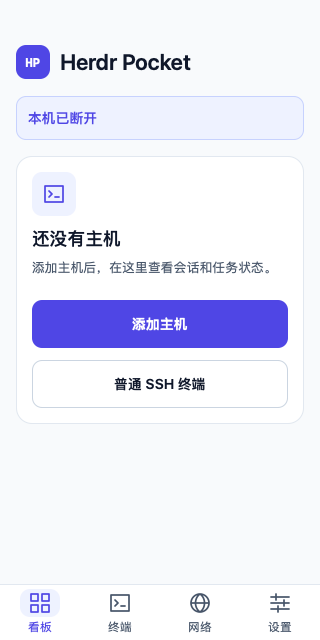 HP
Herdr Pocket
本机已断开
还没有主机
添加主机后，在这里查看会话和任务状态。
添加主机
普通 SSH 终端
看板
终端
网络
设置